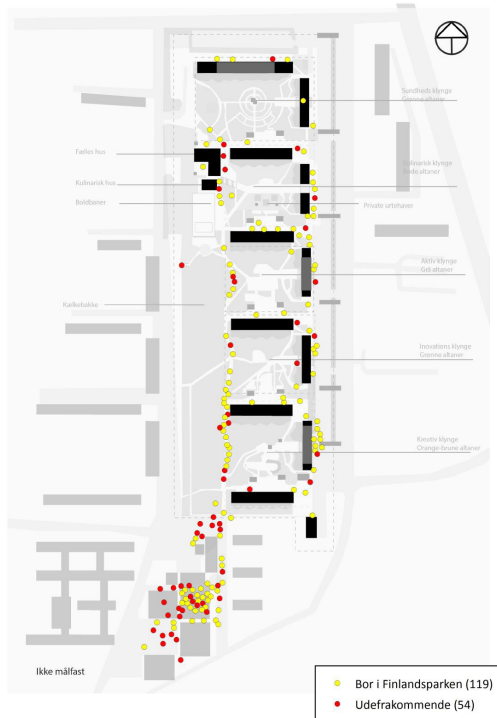 Sundheds klynge
Grønne altaner
Fælles hus
Kulinarisk klynge
Røde altaner
Kulinarisk hus
Private urtehaver
Boldbaner
Aktiv klynge
Grå altaner
Kælkebakke
Inovations klynge
Grønne altaner
Kreativ klynge
Orange-brune altaner
Ikke målfast
Bor i Finlandsparken (119)
Udefrakommende (54)